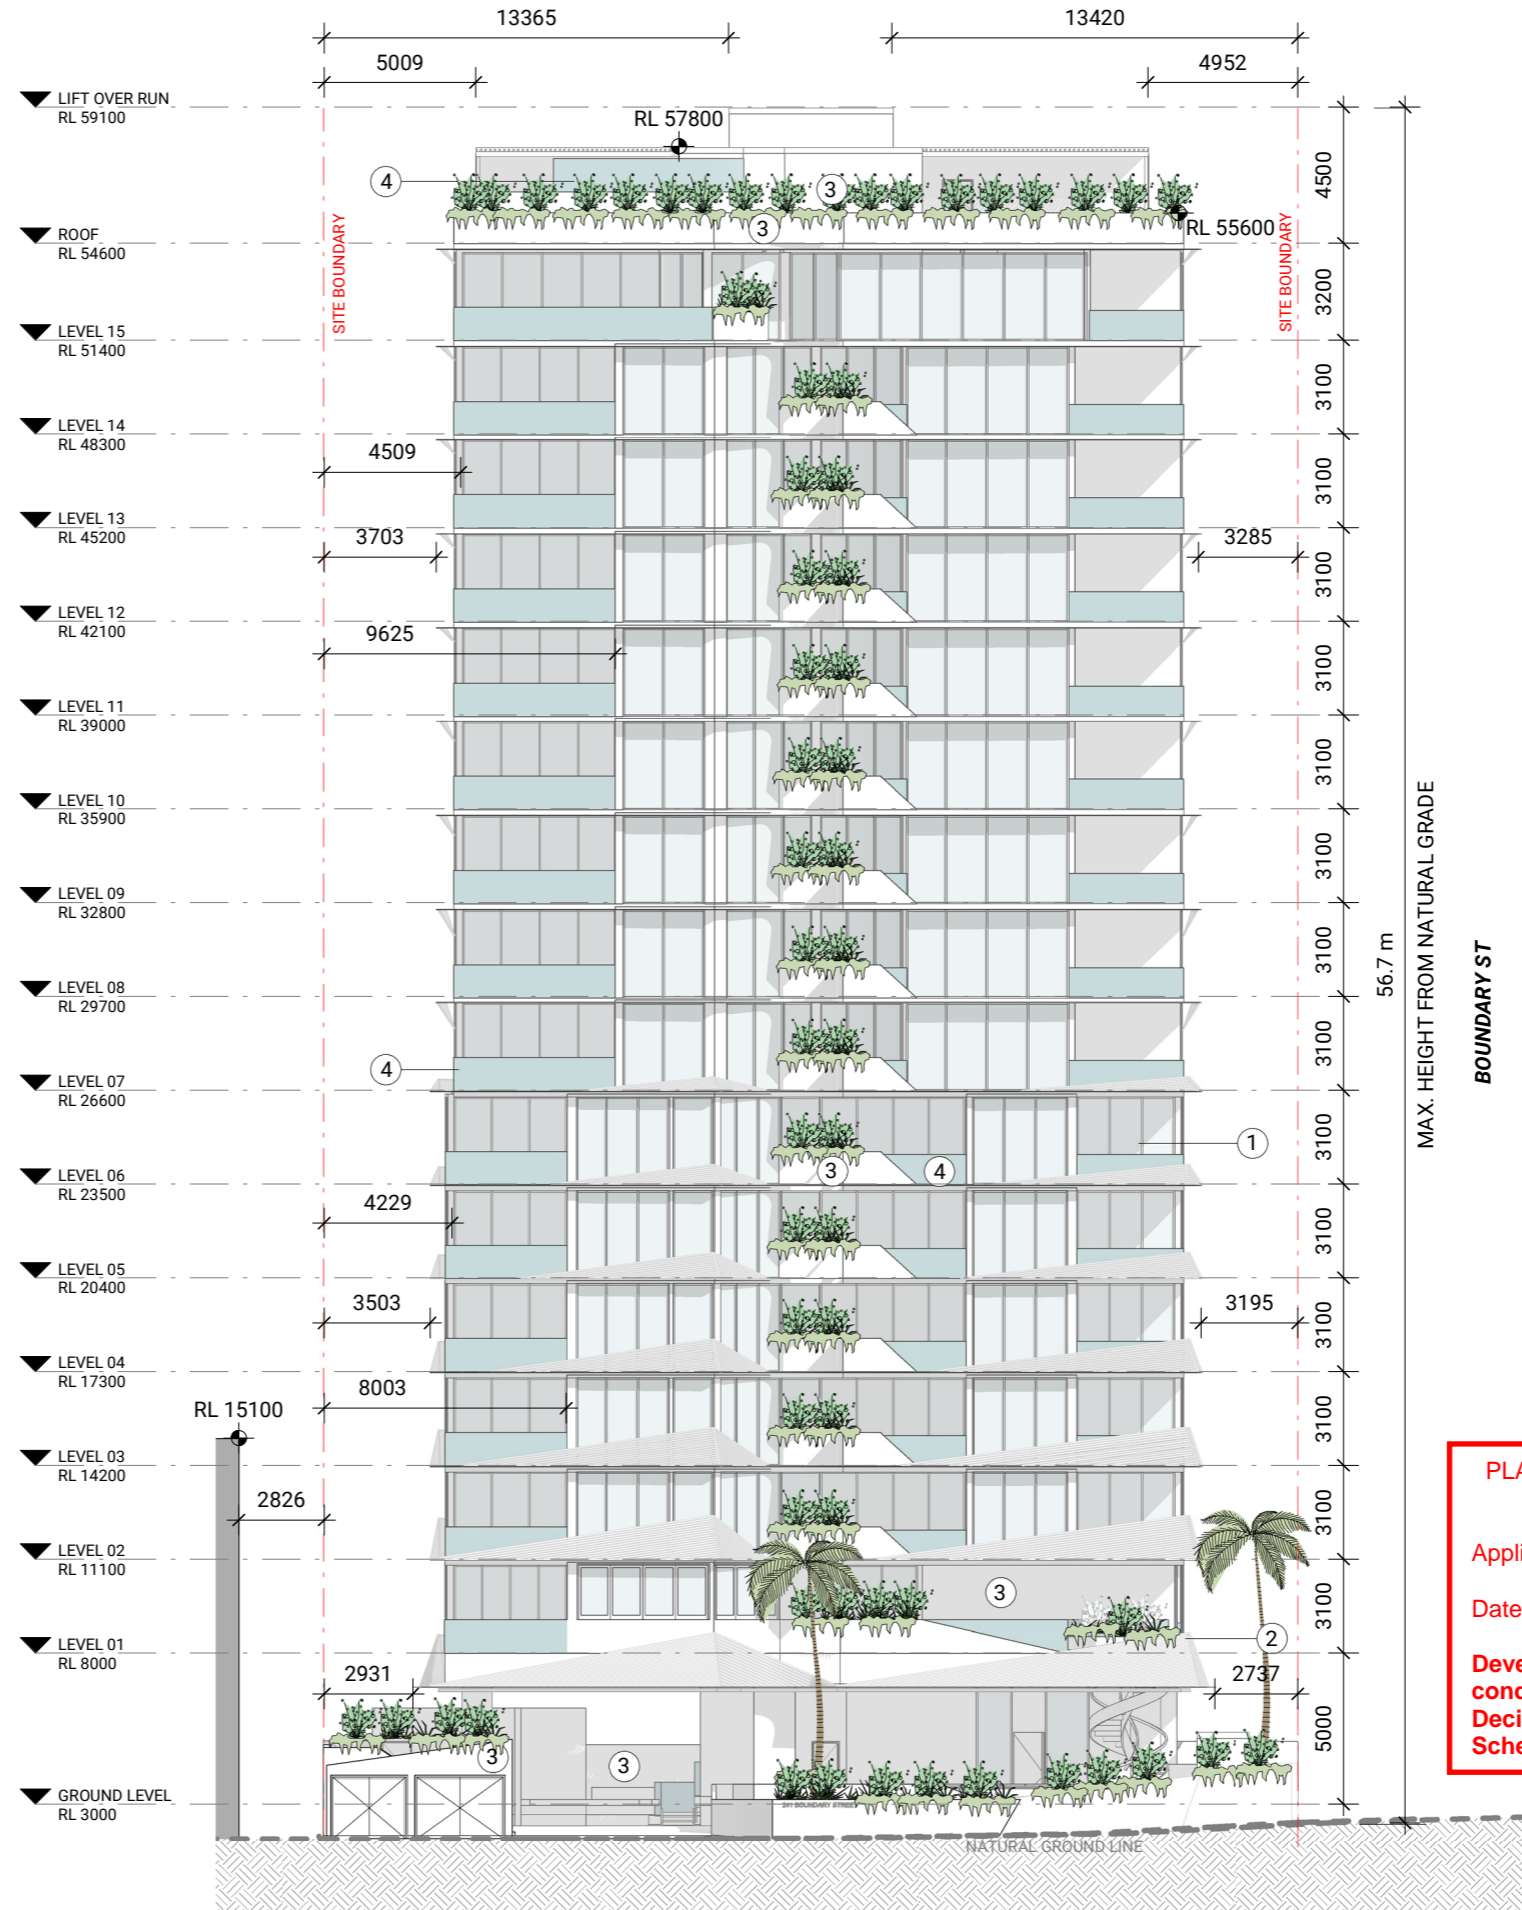 13365
13420
5009
4952
LIFT OVER RUN
RL 59100
RL 57800
4
3
3
4500
SITE BOUNDARY
SITE BOUNDARY
RL 55600
ROOF
RL 54600
3200
LEVEL 15
RL 51400
3100
LEVEL 14
RL 48300
4509
3100
LEVEL 13
RL 45200
3703
3285
3100
LEVEL 12
RL 42100
9625
3100
LEVEL 11
RL 39000
3100
LEVEL 10
RL 35900
3100
LEVEL 09
RL 32800
3100
56.7 m
MAX. HEIGHT FROM NATURAL GRADE
BOUNDARY ST
LEVEL 08
RL 29700
3100
4
LEVEL 07
RL 26600
3100
1
3
4
LEVEL 06
RL 23500
4229
3100
LEVEL 05
RL 20400
3503
3195
3100
LEVEL 04
RL 17300
8003
3100
RL 15100
LEVEL 03
RL 14200
2826
3100
LEVEL 02
RL 11100
3
3100
2
LEVEL 01
RL 8000
2931
2737
5000
3
3
GROUND LEVEL
RL 3000
241 BOUNDARY STREET
NATURAL GROUND LINE
PLA
Appli
Date
Deve
cond
Deci
Sche